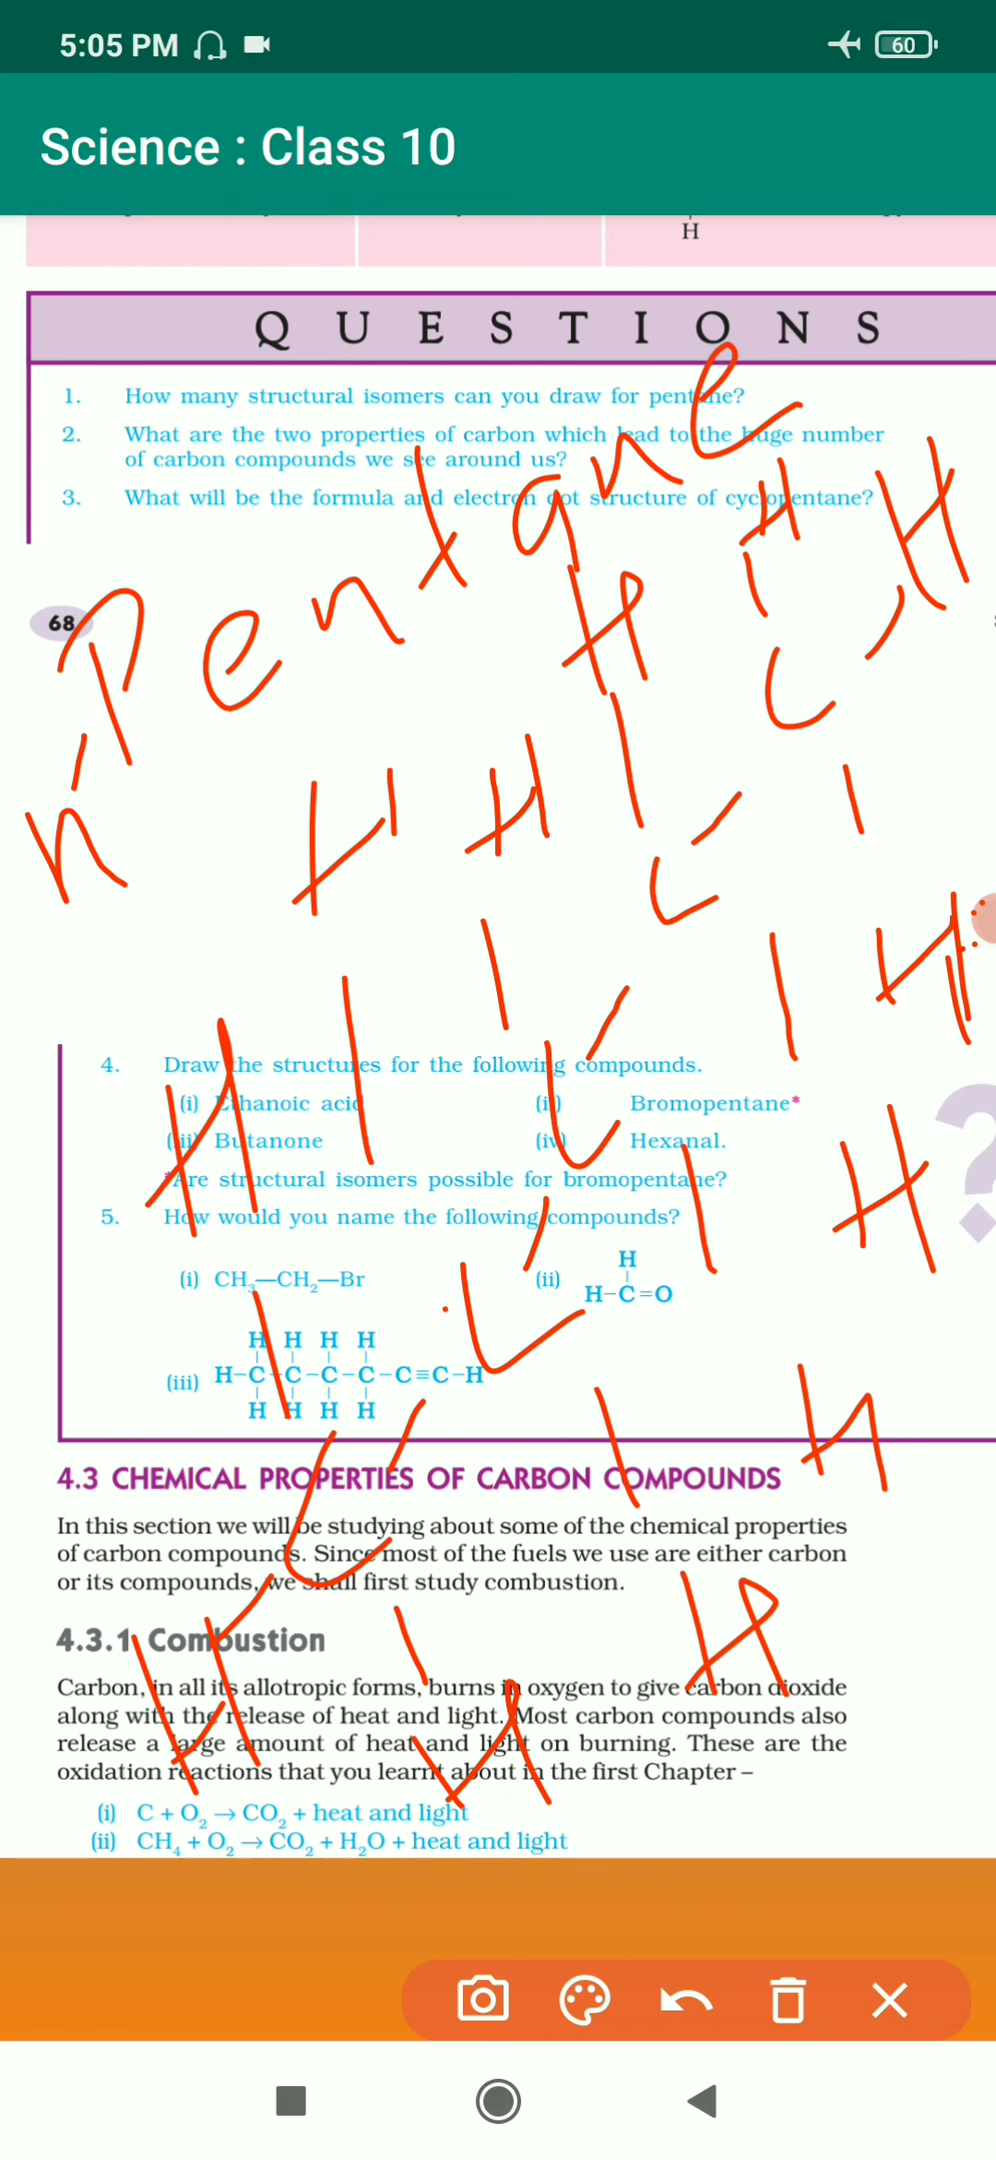 5:05 PM
60
Science : Class 10
H
QUESTIONS
1. How many structural isomers can you draw for pentane?
2. What are the two properties of carbon which lead to the huge number
of carbon compounds we see around us?
3. What will be the formula and electron dot structure of cyclopentane?
68
n-Pentane
H H H H H
H C C C C C H
H H H H H
4. Draw the structures for the following compounds.
(i) Ethanoic acid (ii) Bromopentane*
(iii) Butanone (iv) Hexanal.
*Are structural isomers possible for bromopentane?
5. How would you name the following compounds?
(i) CH₃—CH₂—Br (ii) H
H-C=O
H H H H
(iii) H-C-C-C-C-C≡C-H
H H H H
4.3 CHEMICAL PROPERTIES OF CARBON COMPOUNDS
In this section we will be studying about some of the chemical properties
of carbon compounds. Since most of the fuels we use are either carbon
or its compounds, we shall first study combustion.
4.3.1 Combustion
Carbon, in all its allotropic forms, burns in oxygen to give carbon dioxide
along with the release of heat and light. Most carbon compounds also
release a large amount of heat and light on burning. These are the
oxidation reactions that you learnt about in the first Chapter –
(i) C + O₂ → CO₂ + heat and light
(ii) CH₄ + O₂ → CO₂ + H₂O + heat and light